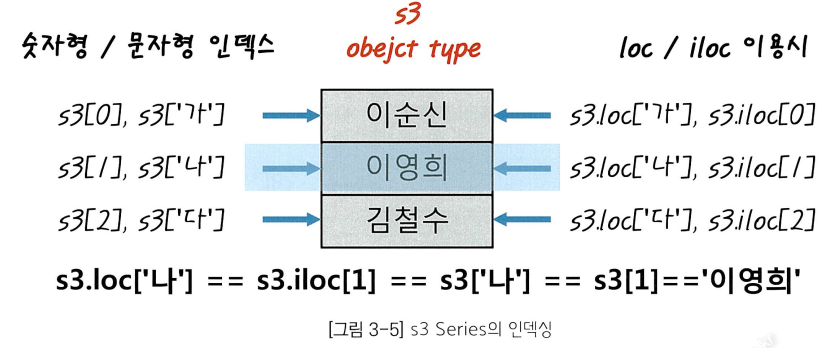 s3
숫자형 / 문자형 인덱스 obejct type loc / iloc 이용시
s3[0], s3['가'] 이순신 s3.loc['가'], s3.iloc[0]
s3[1], s3['나'] 이영희 s3.loc['나'], s3.iloc[1]
s3[2], s3['다'] 김철수 s3.loc['다'], s3.iloc[2]
s3.loc['나'] == s3.iloc[1] == s3['나'] == s3[1]=='이영희'
[그림 3-5] s3 Series의 인덱싱